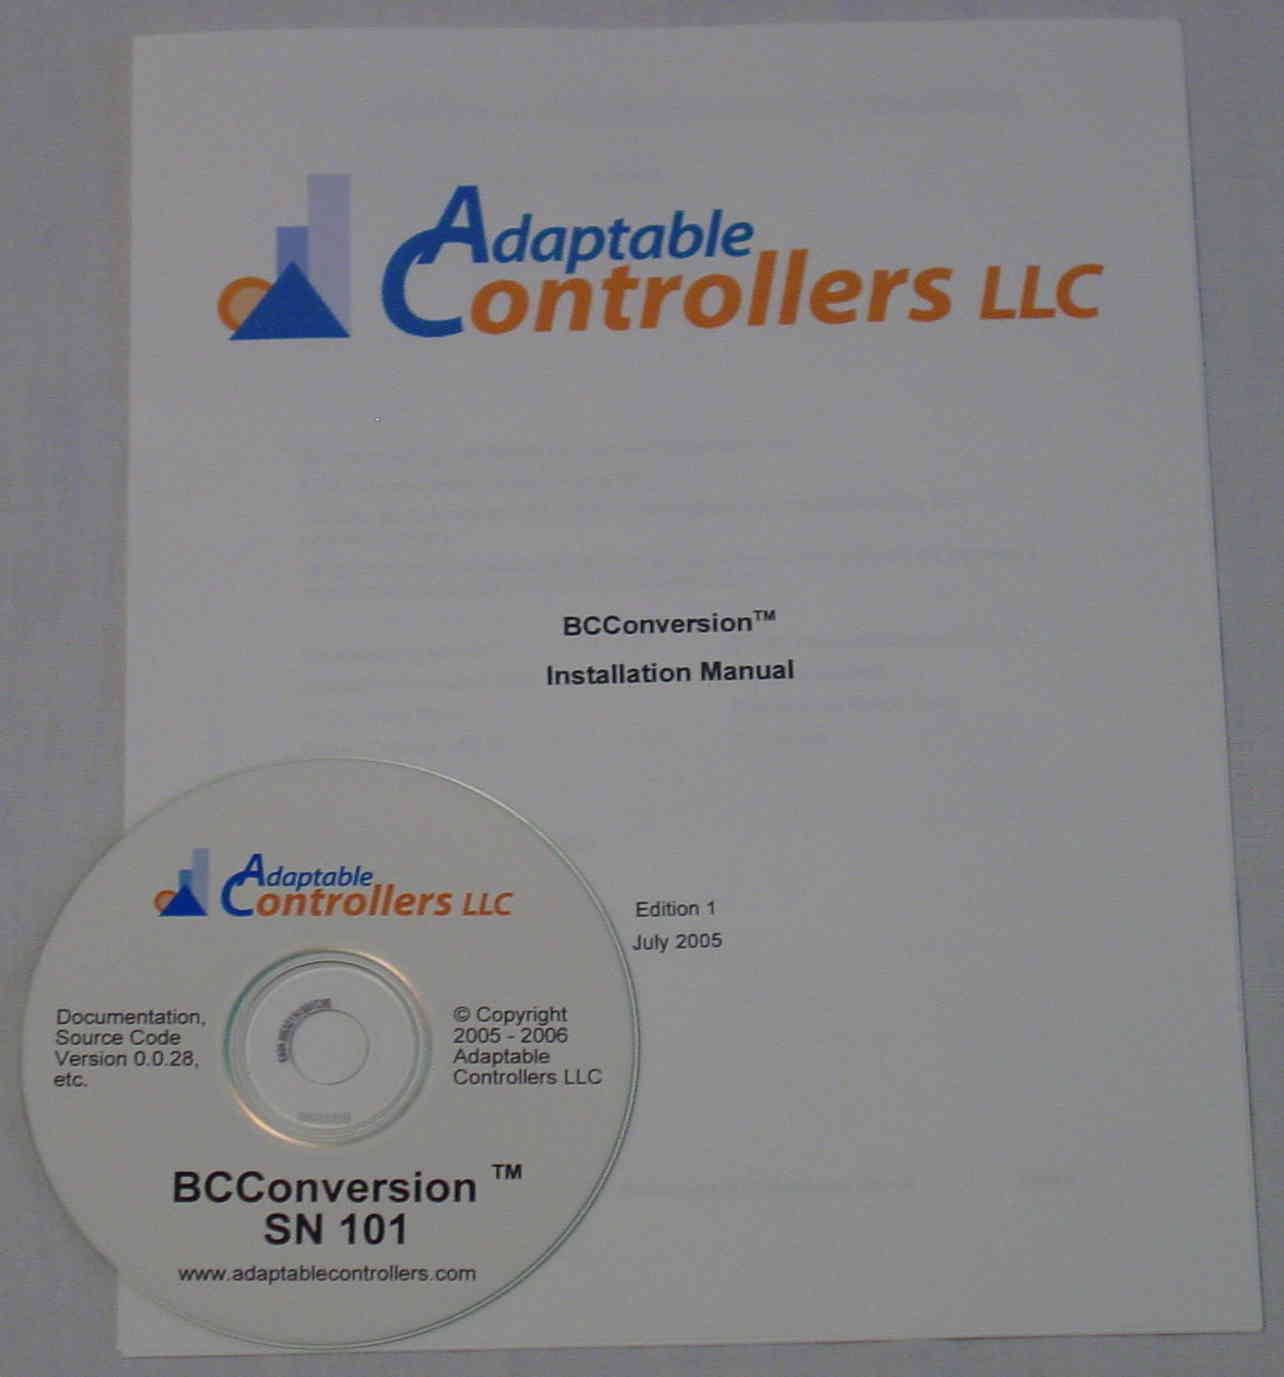 Adaptable
Controllers LLC
BCConversion™
Installation Manual
Edition 1
July 2005
Adaptable
Controllers LLC
Documentation,
Source Code
Version 0.0.28,
etc.
© Copyright
2005 - 2006
Adaptable
Controllers LLC
BCConversion ™
SN 101
www.adaptablecontrollers.com